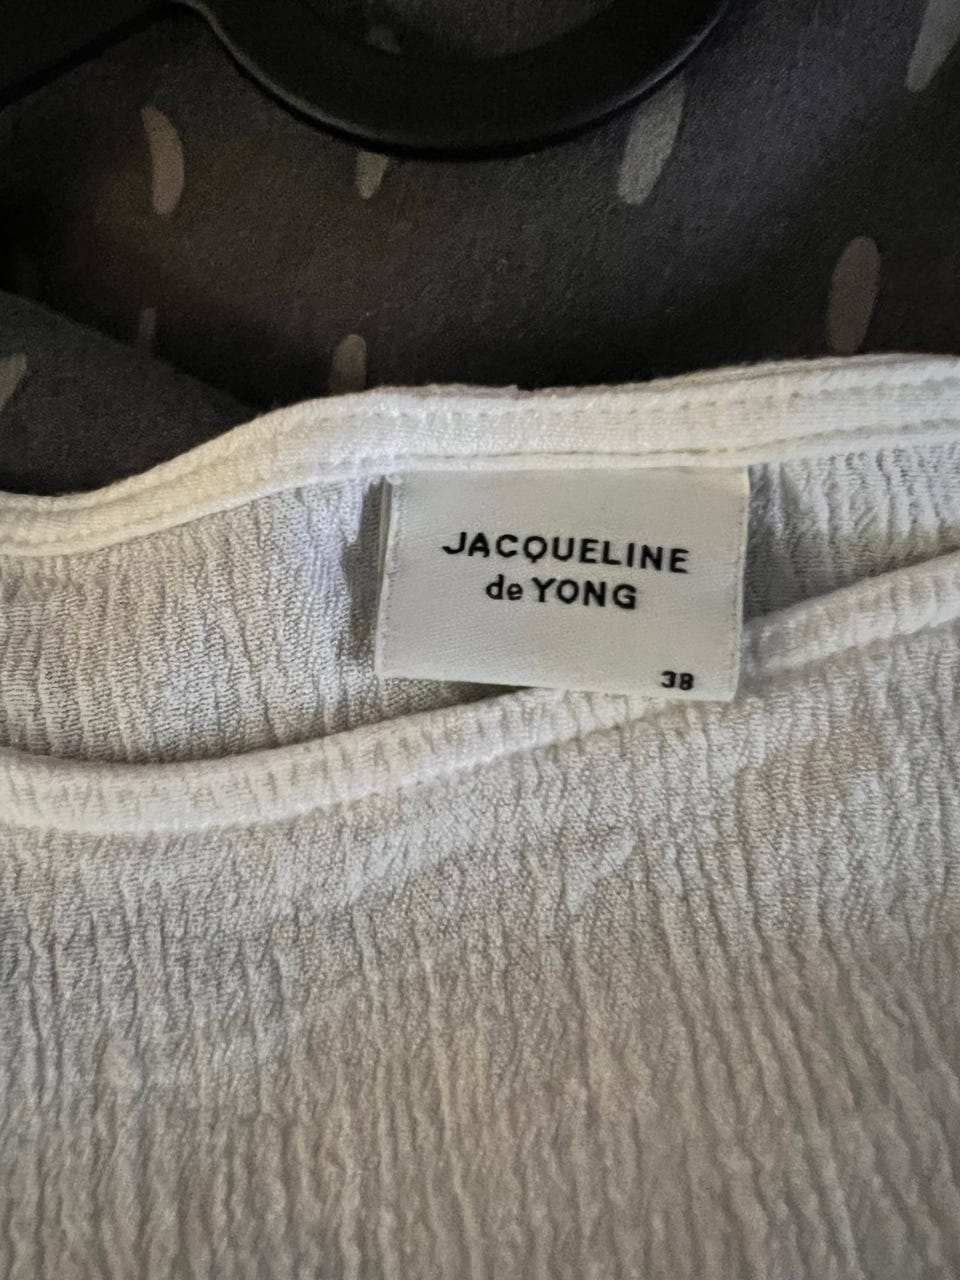 JACQUELINE
de YONG
38